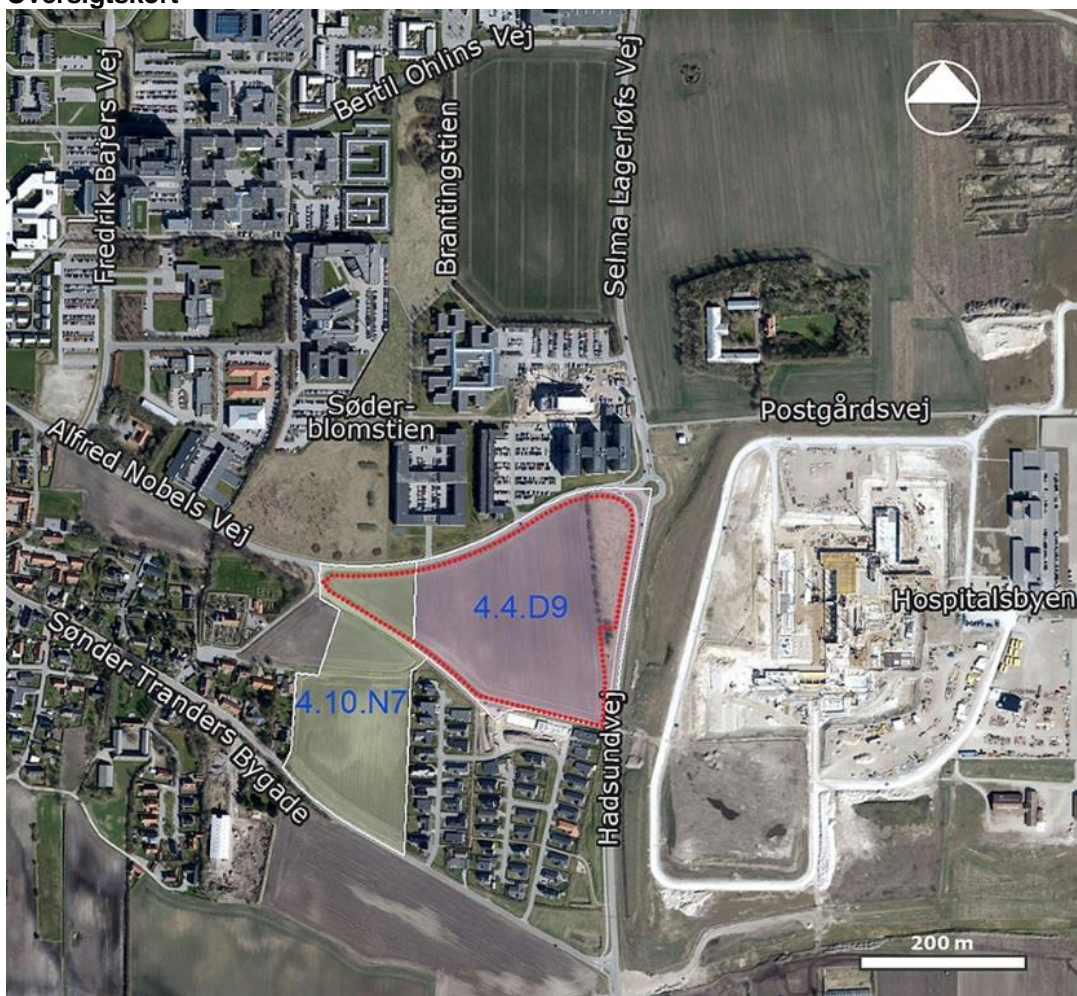 Oversigtskort
Bertil Ohlins Vej
Fredrik Bajers Vej
Brantingstien
Selma Lagerløfs Vej
Søder-
blomstien
Postgårdsvej
Alfred Nobels Vej
4.4.D9
Hospitalsbyen
Sønder Tranders Bygade
4.10.N7
Hadsundvej
200 m